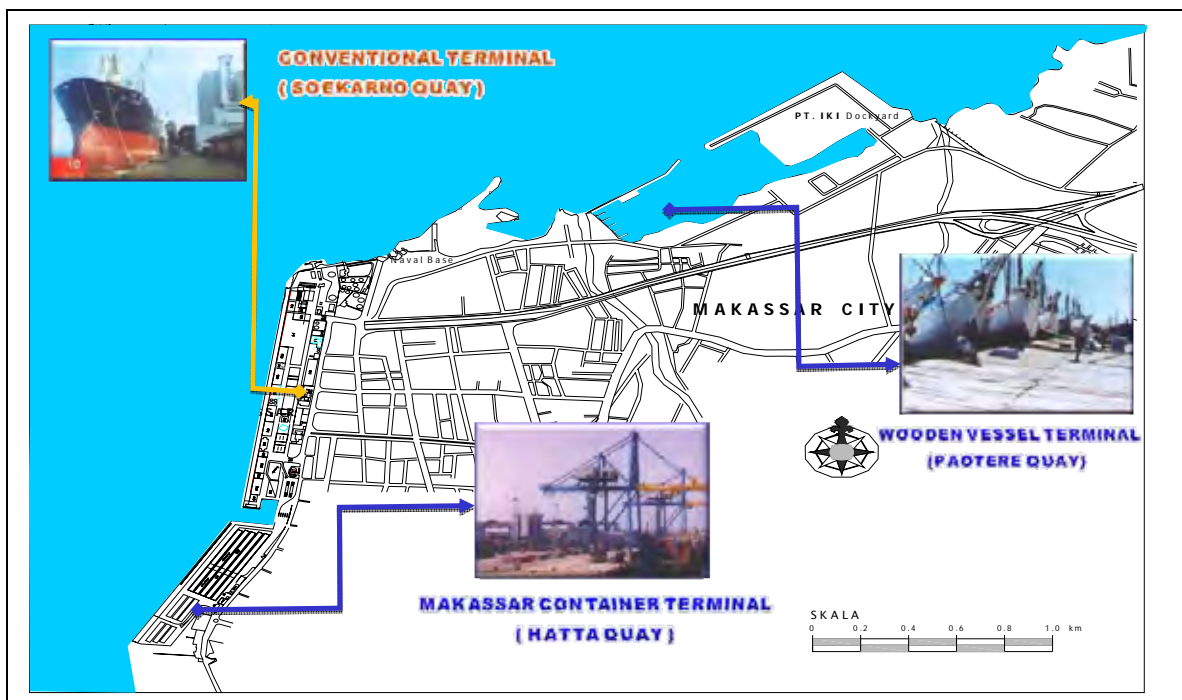 CONVENTIONAL TERMINAL
( SOEKARNO QUAY)
PT. IKI Dockyard
Naval Base
MAKASSAR CITY
WOODEN VESSEL TERMINAL
(PAOTERE QUAY)
MAKASSAR CONTAINER TERMINAL
( HATTA QUAY )
SKALA
0 0.2 0.4 0.6 0.8 1.0 km